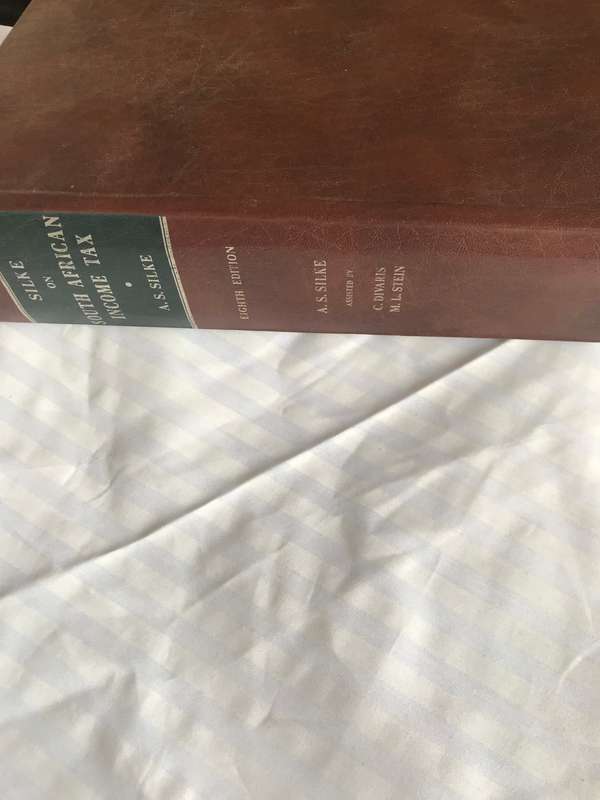 SILKE
ON
SOUTH AFRICAN
INCOME TAX
•
A. S. SILKE
EIGHTH EDITION
A. S. SILKE
ASSISTED BY
C. DIVARIS
M. L. STEIN